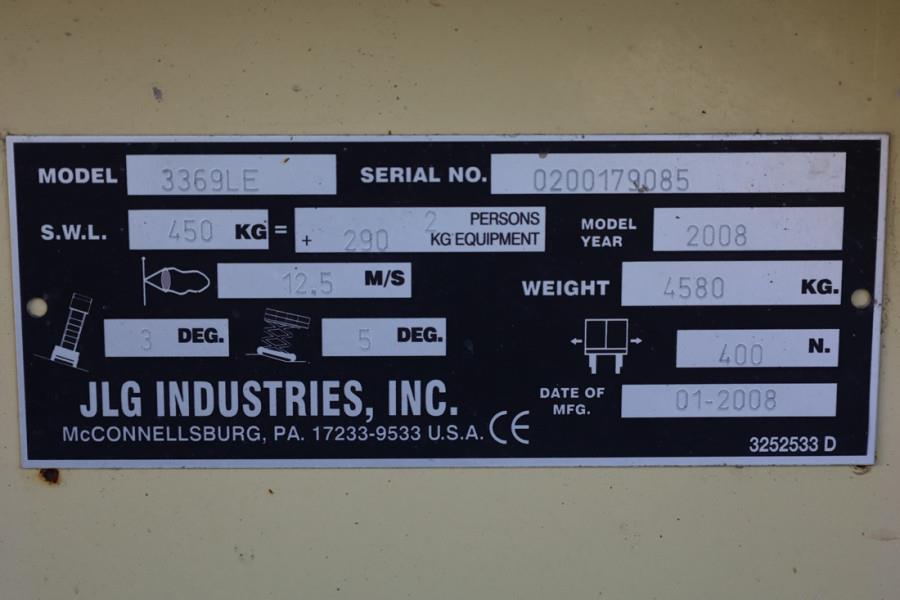 MODEL 3369LE SERIAL NO. 0200179085
S.W.L. 450 KG = 2 PERSONS
+ 290 KG EQUIPMENT
MODEL YEAR 2008
12.5 M/S
WEIGHT 4580 KG.
3 DEG. 5 DEG.
400 N.
JLG INDUSTRIES, INC.
DATE OF MFG. 01-2008
McCONNELLSBURG, PA. 17233-9533 U.S.A. CE
3252533 D